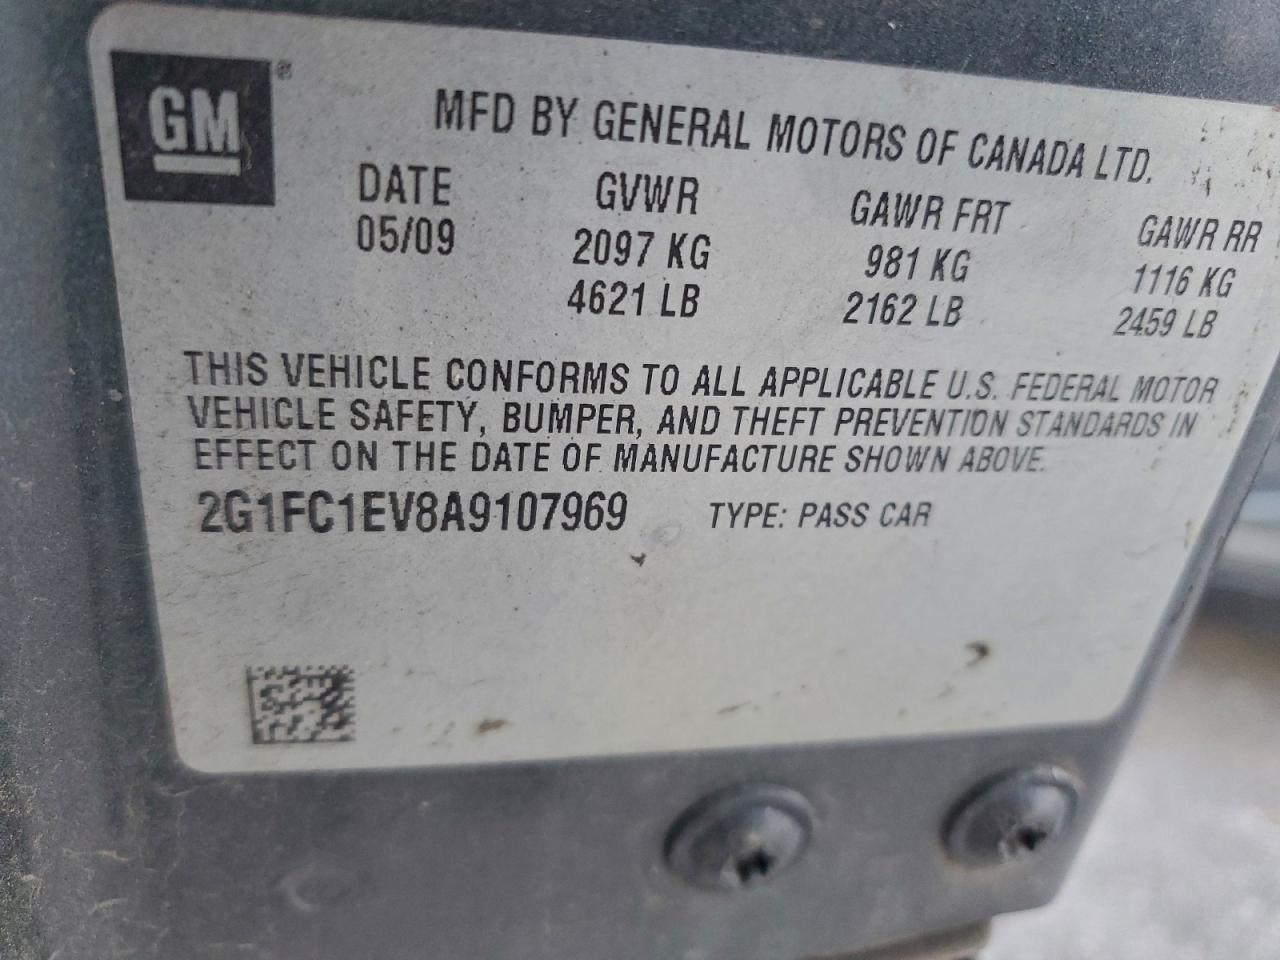 GM ®
MFD BY GENERAL MOTORS OF CANADA LTD.
DATE GVWR GAWR FRT GAWR RR
05/09 2097 KG 981 KG 1116 KG
4621 LB 2162 LB 2459 LB
THIS VEHICLE CONFORMS TO ALL APPLICABLE U.S. FEDERAL MOTOR
VEHICLE SAFETY, BUMPER, AND THEFT PREVENTION STANDARDS IN
EFFECT ON THE DATE OF MANUFACTURE SHOWN ABOVE.
2G1FC1EV8A9107969 TYPE: PASS CAR